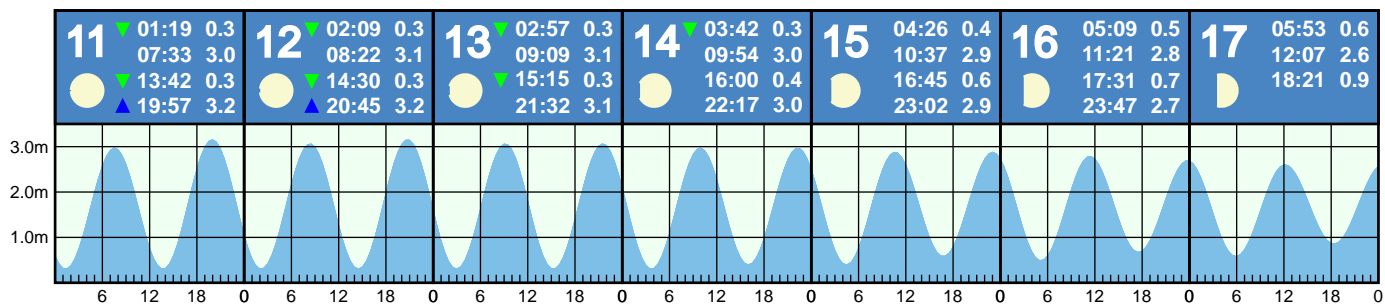 11 ▼ 01:19 0.3
07:33 3.0
▼ 13:42 0.3
▲ 19:57 3.2
12 ▼ 02:09 0.3
08:22 3.1
▼ 14:30 0.3
▲ 20:45 3.2
13 ▼ 02:57 0.3
09:09 3.1
▼ 15:15 0.3
21:32 3.1
14 ▼ 03:42 0.3
09:54 3.0
16:00 0.4
22:17 3.0
15 04:26 0.4
10:37 2.9
16:45 0.6
23:02 2.9
16 05:09 0.5
11:21 2.8
17:31 0.7
23:47 2.7
17 05:53 0.6
12:07 2.6
18:21 0.9
3.0m
2.0m
1.0m
6 12 18 0 6 12 18 0 6 12 18 0 6 12 18 0 6 12 18 0 6 12 18 0 6 12 18 0